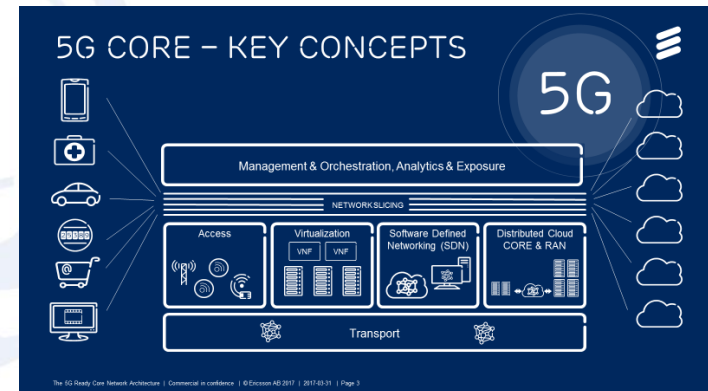 5G CORE – KEY CONCEPTS
5G
Management & Orchestration, Analytics & Exposure
NETWORK SLICING
Access
Virtualization
VNF VNF
Software Defined
Networking (SDN)
Distributed Cloud
CORE & RAN
@
Transport
The 5G Ready Core Network Architecture | Commercial in confidence | © Ericsson AB 2017 | 2017-03-31 | Page 3